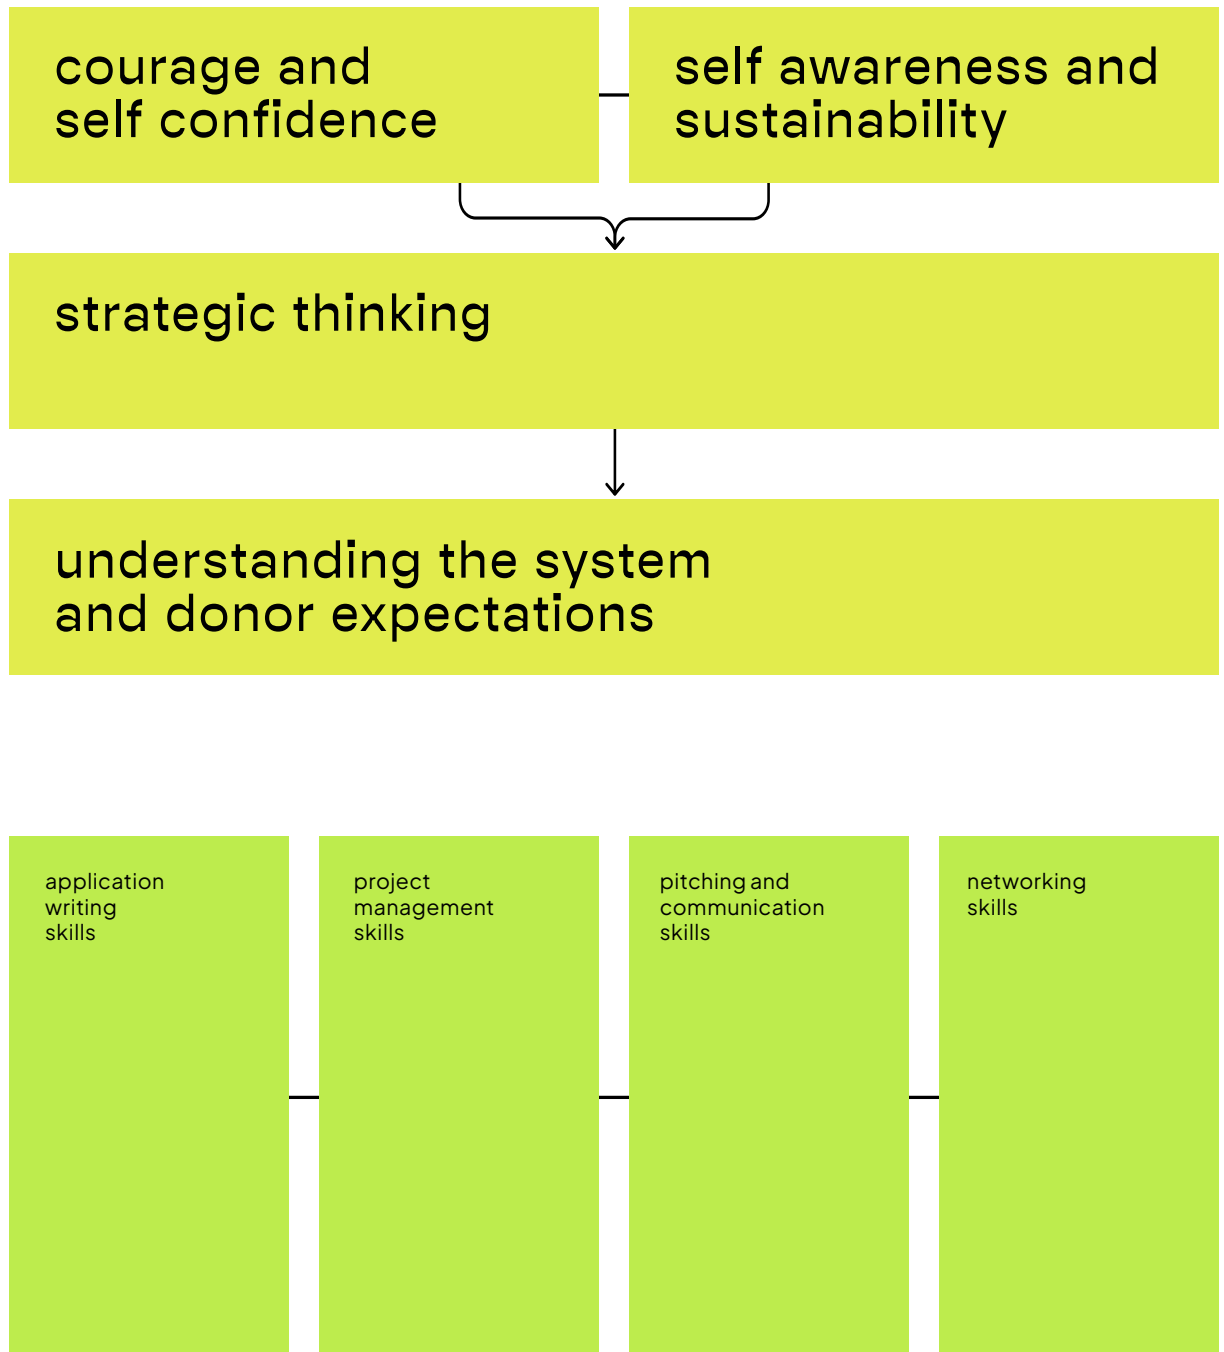 courage and
self confidence
self awareness and
sustainability
strategic thinking
understanding the system
and donor expectations
application
writing
skills
project
management
skills
pitching and
communication
skills
networking
skills